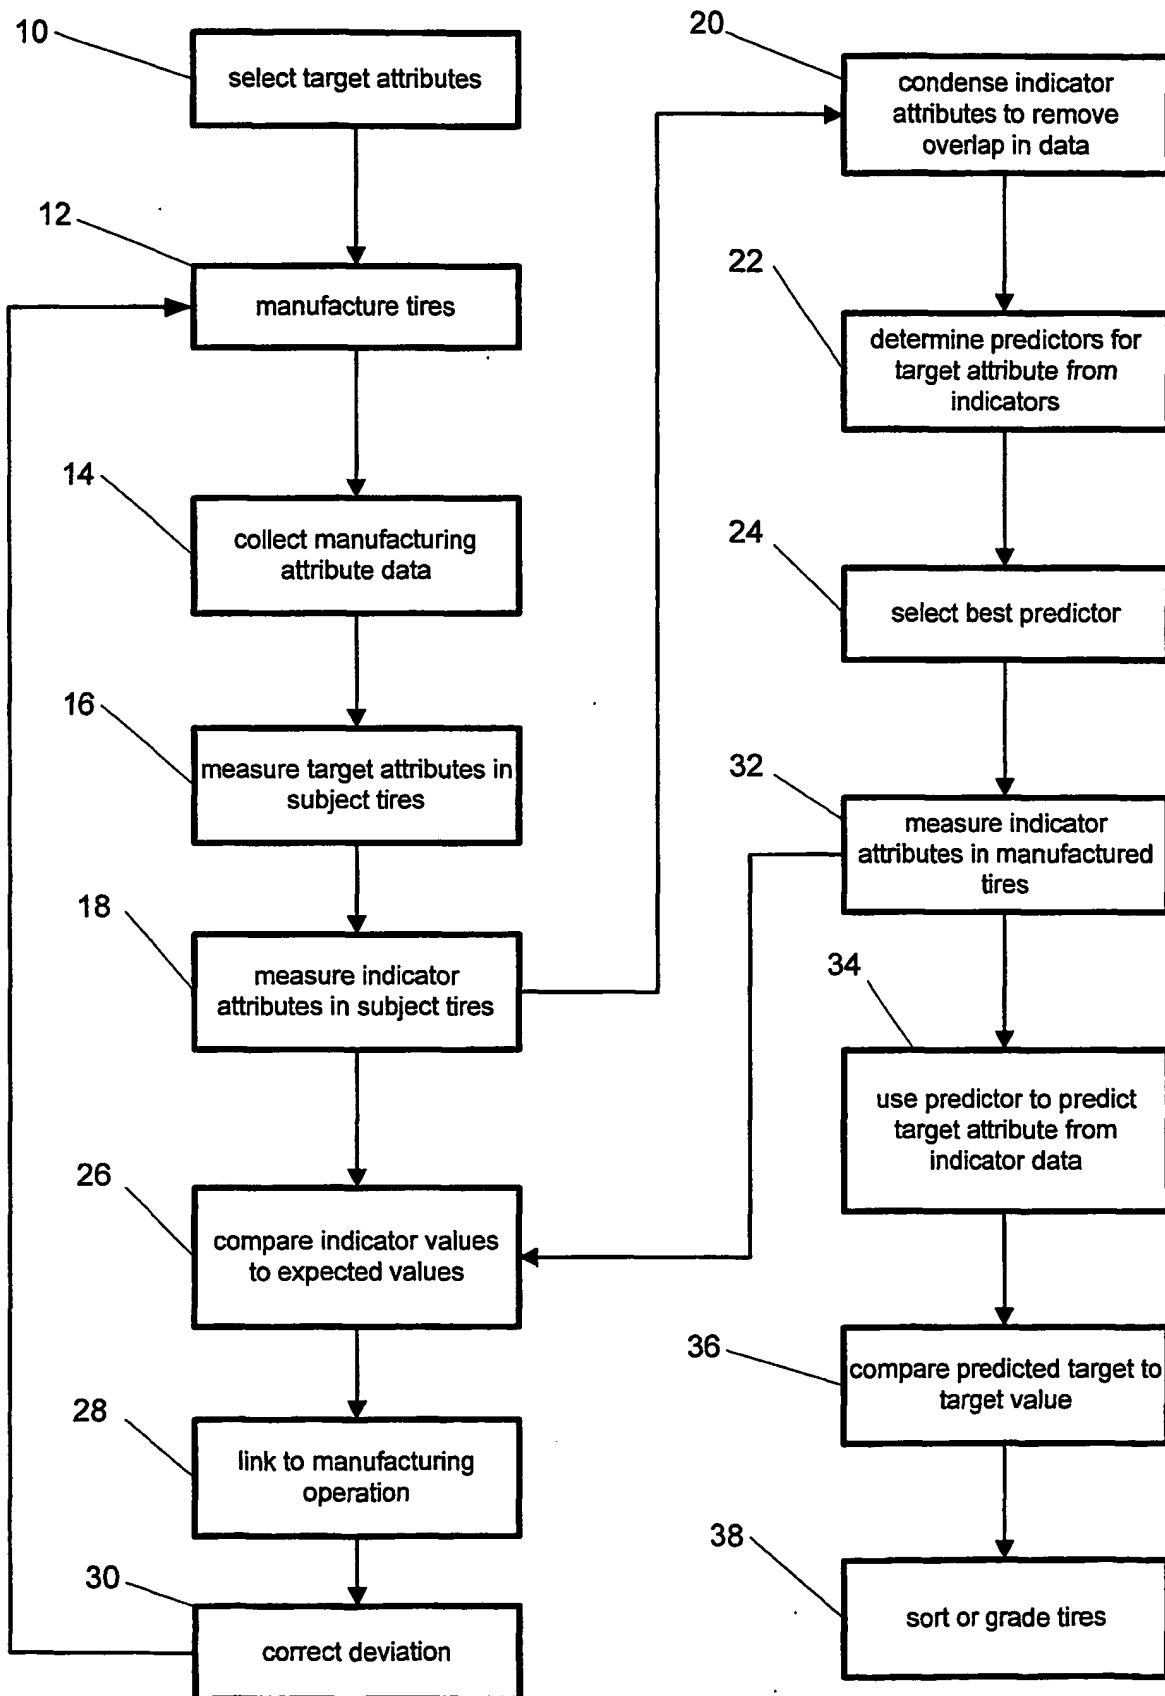 10
select target attributes
12
manufacture tires
14
collect manufacturing
attribute data
16
measure target attributes in
subject tires
18
measure indicator
attributes in subject tires
26
compare indicator values
to expected values
28
link to manufacturing
operation
30
correct deviation
20
condense indicator
attributes to remove
overlap in data
22
determine predictors for
target attribute from
indicators
24
select best predictor
32
measure indicator
attributes in manufactured
tires
34
use predictor to predict
target attribute from
indicator data
36
compare predicted target to
target value
38
sort or grade tires